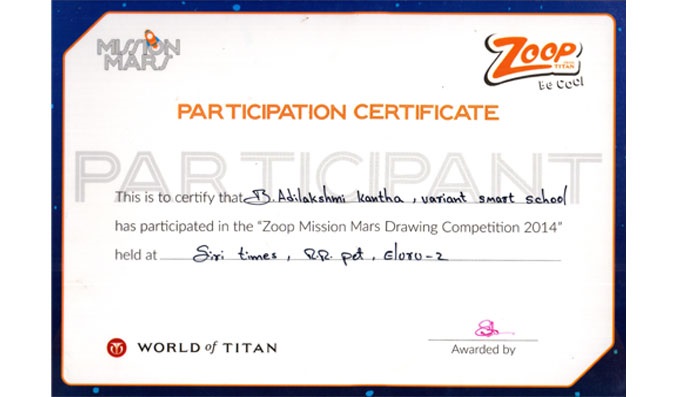 MISSION
MARS
ZOOP
FROM TITAN
Be Cool
PARTICIPATION CERTIFICATE
PARTICIPANT
This is to certify that B. Adilakshmi kantha, variant smart school
has participated in the "Zoop Mission Mars Drawing Competition 2014"
held at Siri times, R.R. pet, Eloru-2
WORLD of TITAN
Awarded by